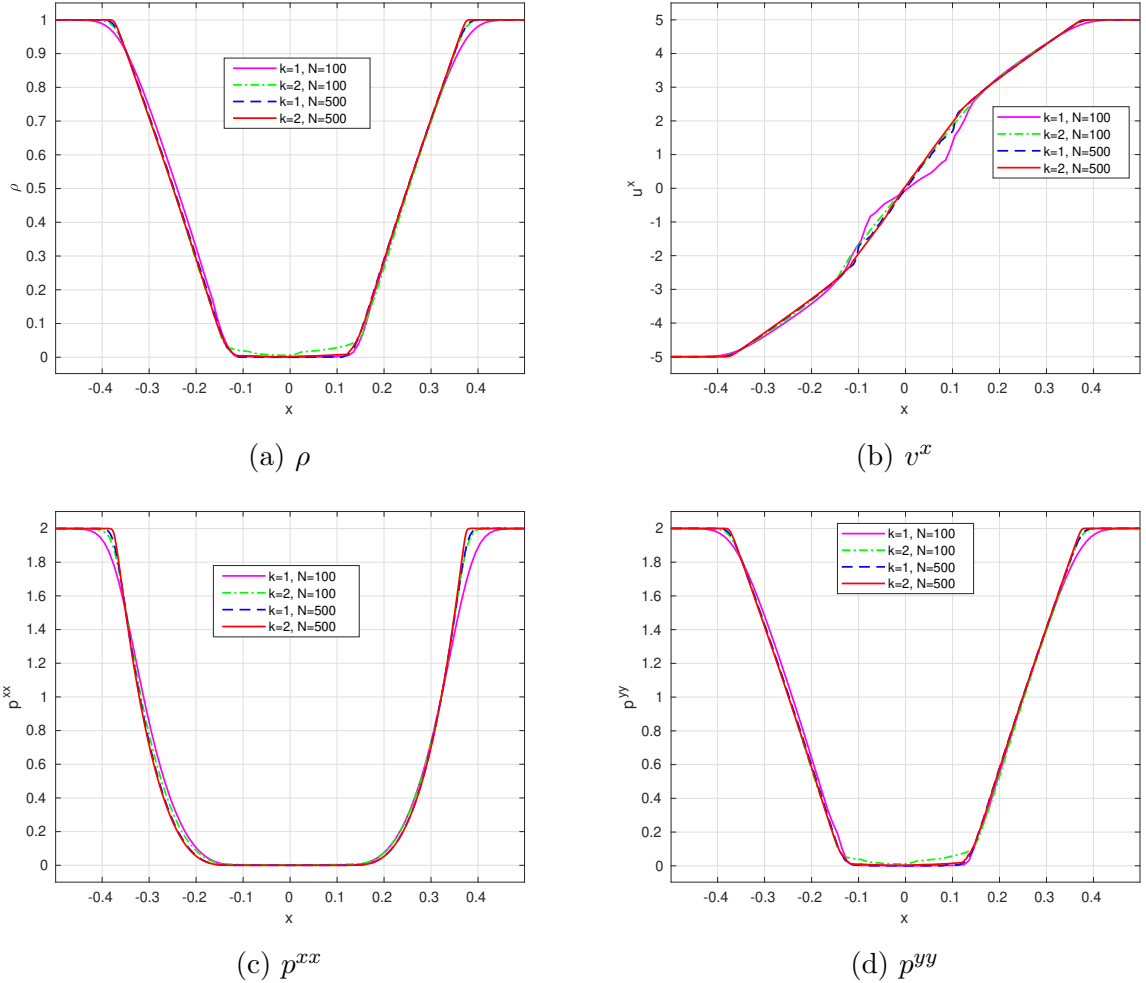 1
0.9
0.8
0.7
0.6
0.5
0.4
0.3
0.2
0.1
0
ρ
k=1, N=100
k=2, N=100
k=1, N=500
k=2, N=500
-0.4 -0.3 -0.2 -0.1 0 0.1 0.2 0.3 0.4
x
(a) ρ
5
4
3
2
1
0
-1
-2
-3
-4
-5
u^x
k=1, N=100
k=2, N=100
k=1, N=500
k=2, N=500
-0.4 -0.3 -0.2 -0.1 0 0.1 0.2 0.3 0.4
x
(b) v^x
2
1.8
1.6
1.4
1.2
1
0.8
0.6
0.4
0.2
0
p^xx
k=1, N=100
k=2, N=100
k=1, N=500
k=2, N=500
-0.4 -0.3 -0.2 -0.1 0 0.1 0.2 0.3 0.4
x
(c) p^xx
2
1.8
1.6
1.4
1.2
1
0.8
0.6
0.4
0.2
0
p^yy
k=1, N=100
k=2, N=100
k=1, N=500
k=2, N=500
-0.4 -0.3 -0.2 -0.1 0 0.1 0.2 0.3 0.4
x
(d) p^yy